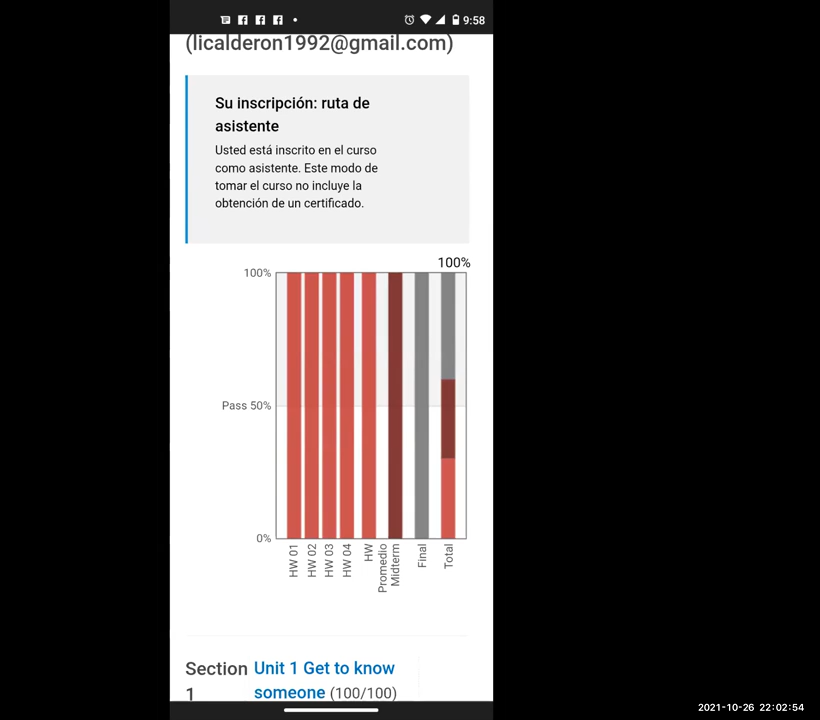 9:58
(licalderon1992@gmail.com)
Su inscripción: ruta de
asistente
Usted está inscrito en el curso
como asistente. Este modo de
tomar el curso no incluye la
obtención de un certificado.
100%
100%
Pass 50%
0%
HW 01
HW 02
HW 03
HW 04
HW
Promedio
Midterm
Final
Total
Section
1
Unit 1 Get to know
someone (100/100)
2021-10-26 22:02:54